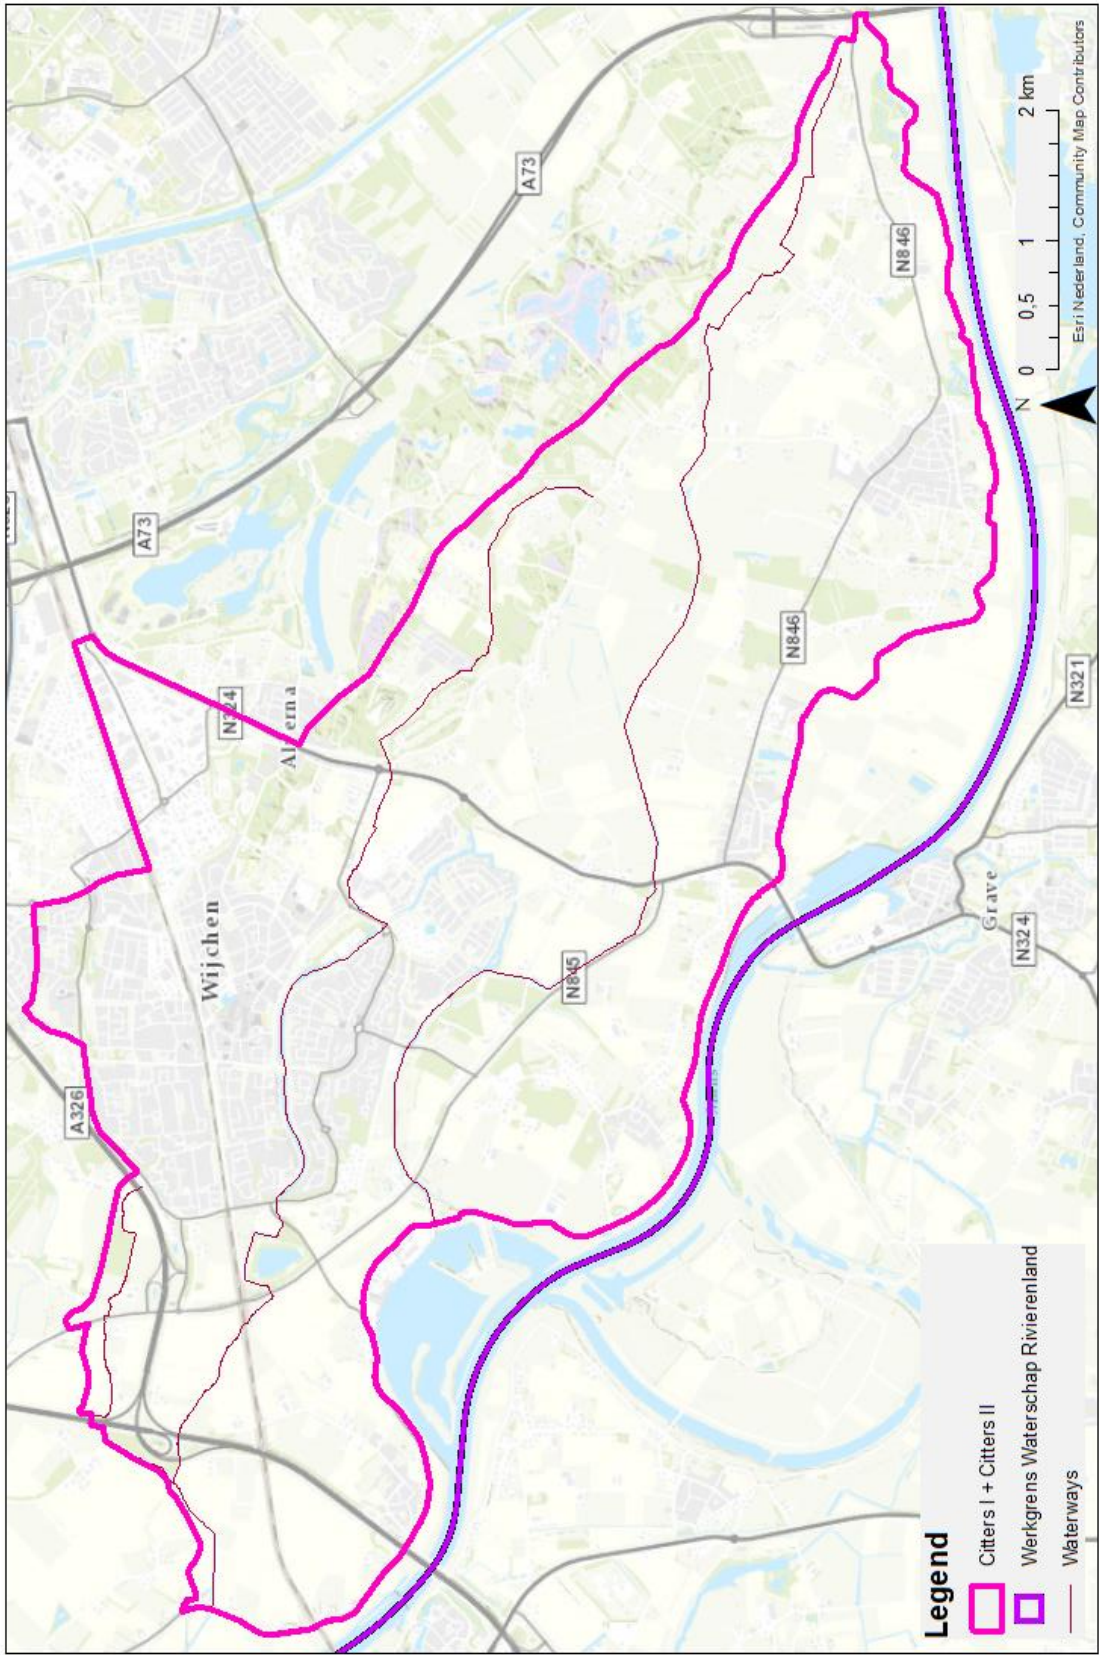 A326
A73
Wijchen
N324
Alverna
A73
N845
N846
N846
Grave
N324
N321
Legend
Citters I + Citters II
Werkgrens Waterschap Rivierenland
Waterways
N
0 0,5 1 2 km
Esri Nederland, Community Map Contributors